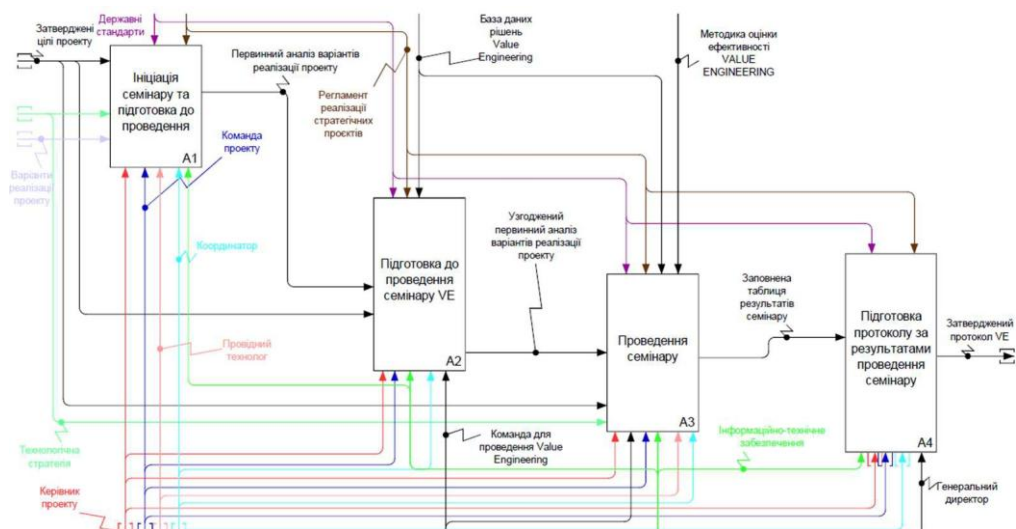 Затверджені
цілі проекту
Державні
стандарти
База даних
рішень
Value
Engineering
Методика оцінки
ефективності
VALUE
ENGINEERING
Первинний аналіз варіантів
реалізації проекту
Ініціація
семінару та
підготовка до
проведення
A1
Регламент
реалізації
стратегічних
проєктів
Команда
проекту
Варіанти
реалізації
проекту
Координатор
Узгоджений
первинний аналіз
варіантів реалізації
проекту
Підготовка до
проведення
семінару VE
A2
Заповнена
таблиця
результатів
семінару
Підготовка
протоколу за
результатами
проведення
семінару
A4
Затверджений
протокол VE
Провідний
технолог
Проведення
семінару
A3
Технологічна
стратегія
Команда для
проведення Value
Engineering
Інформаційно-технічне
забезпечення
Керівник
проекту
Генеральний
директор